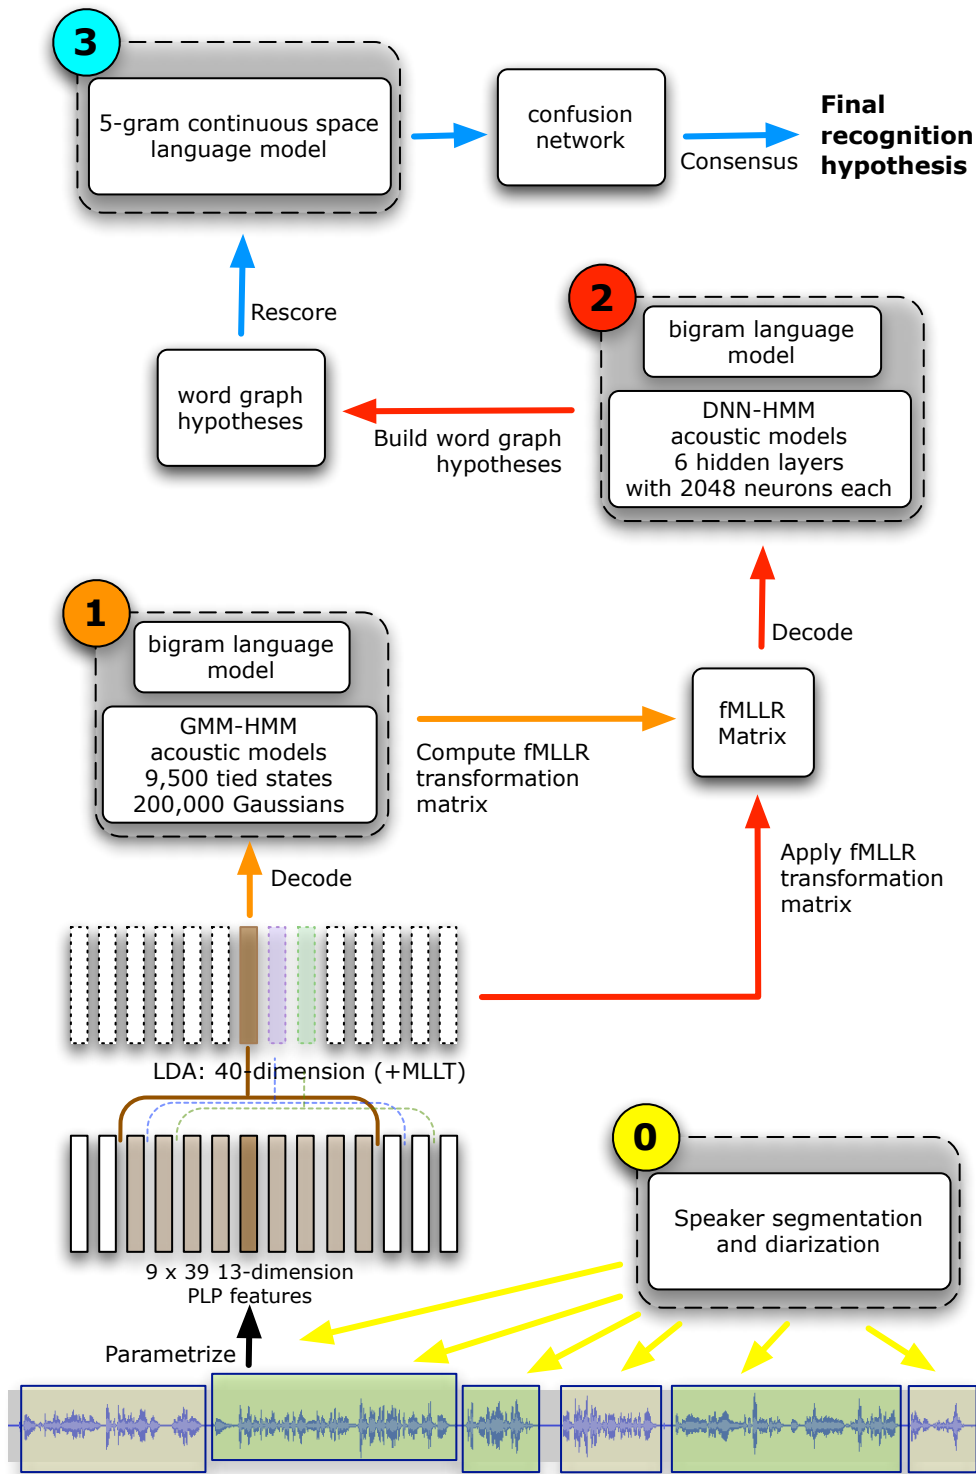 3
5-gram continuous space
language model
confusion
network
Consensus
Final
recognition
hypothesis
Rescore
2
bigram language
model
DNN-HMM
acoustic models
6 hidden layers
with 2048 neurons each
word graph
hypotheses
Build word graph
hypotheses
1
bigram language
model
GMM-HMM
acoustic models
9,500 tied states
200,000 Gaussians
Compute fMLLR
transformation
matrix
Decode
fMLLR
Matrix
Decode
Apply fMLLR
transformation
matrix
LDA: 40-dimension (+MLLT)
0
Speaker segmentation
and diarization
9 x 39 13-dimension
PLP features
Parametrize